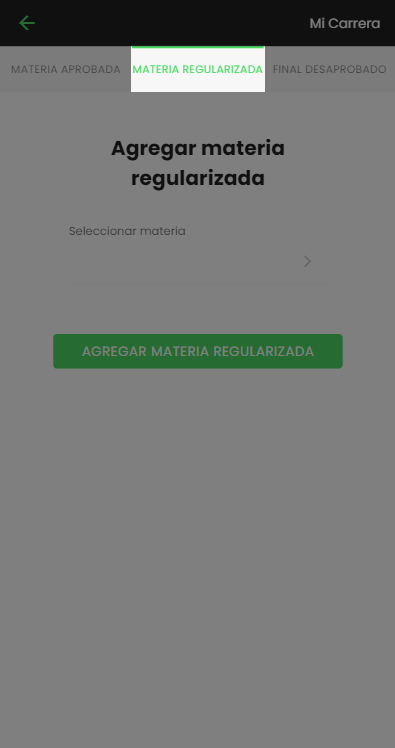 Mi Carrera
MATERIA APROBADA
MATERIA REGULARIZADA
FINAL DESAPROBADO
Agregar materia
regularizada
Seleccionar materia
AGREGAR MATERIA REGULARIZADA